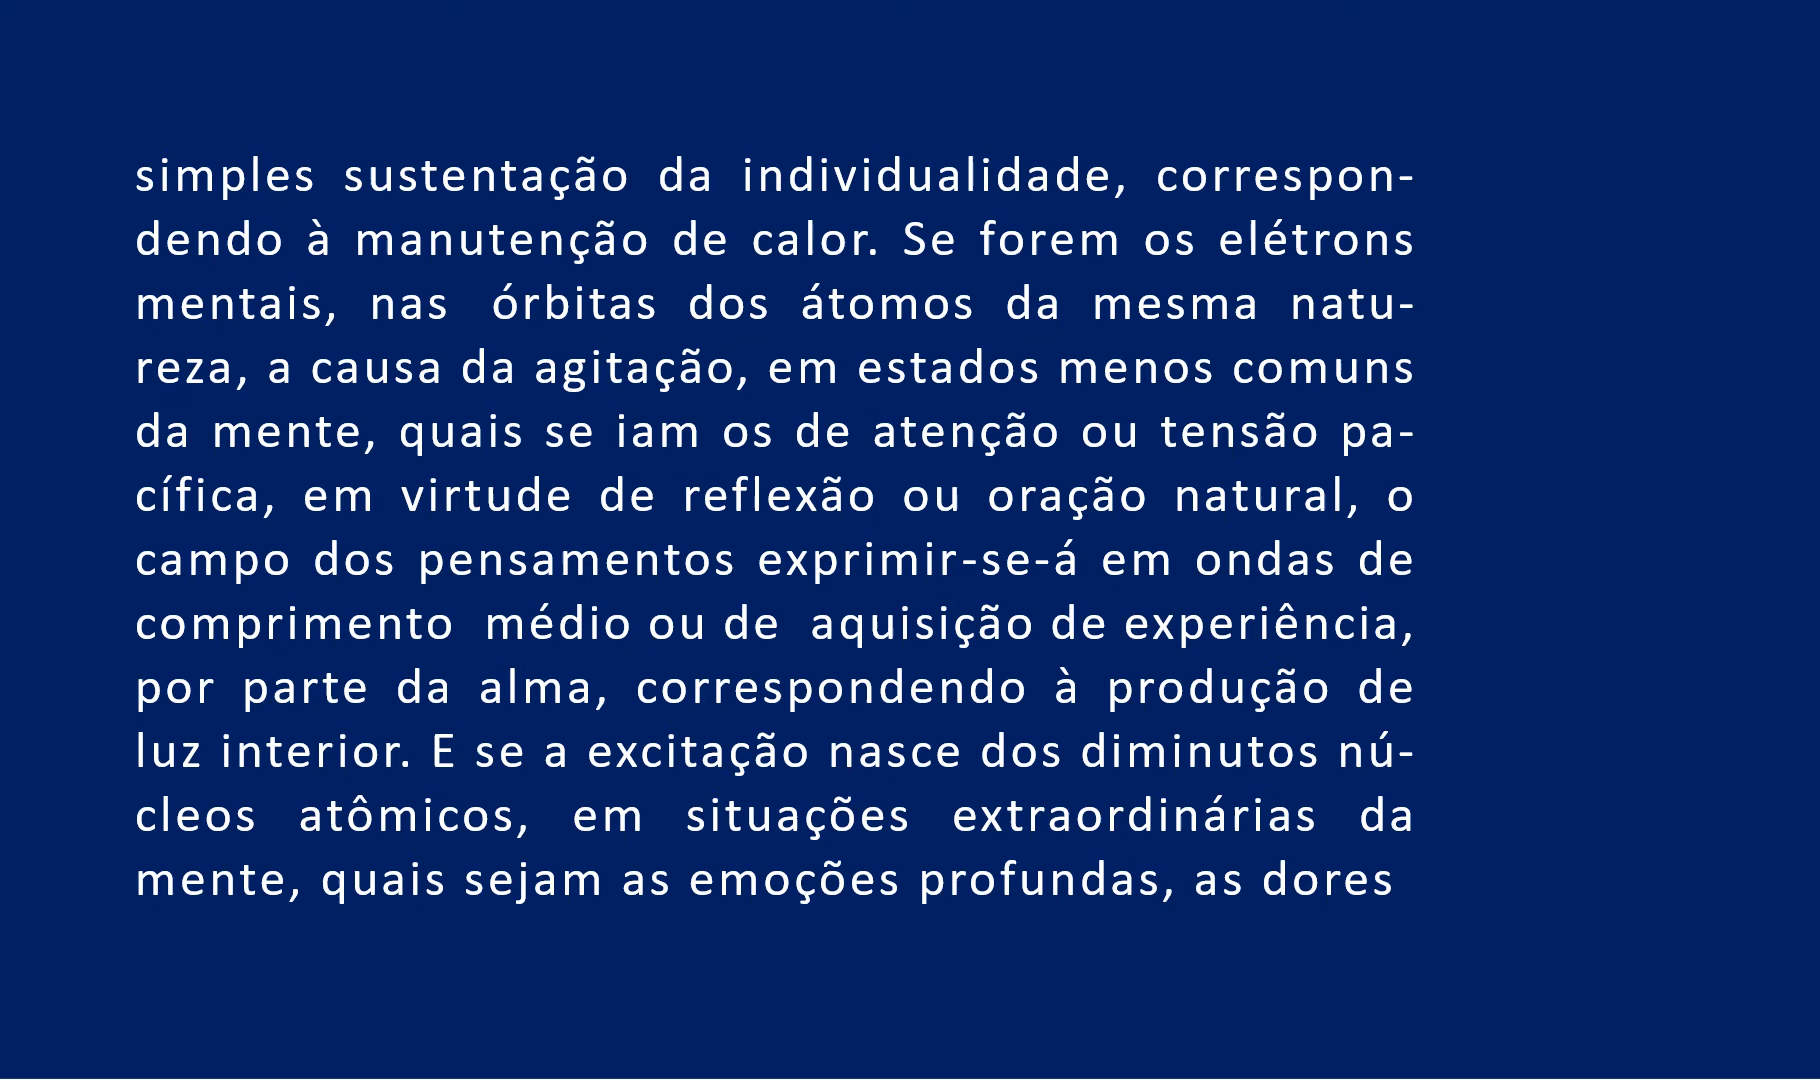 simples sustentação da individualidade, correspon-
dendo à manutenção de calor. Se forem os elétrons
mentais, nas órbitas dos átomos da mesma natu-
reza, a causa da agitação, em estados menos comuns
da mente, quais se iam os de atenção ou tensão pa-
cífica, em virtude de reflexão ou oração natural, o
campo dos pensamentos exprimir-se-á em ondas de
comprimento médio ou de aquisição de experiência,
por parte da alma, correspondendo à produção de
luz interior. E se a excitação nasce dos diminutos nú-
cleos atômicos, em situações extraordinárias da
mente, quais sejam as emoções profundas, as dores